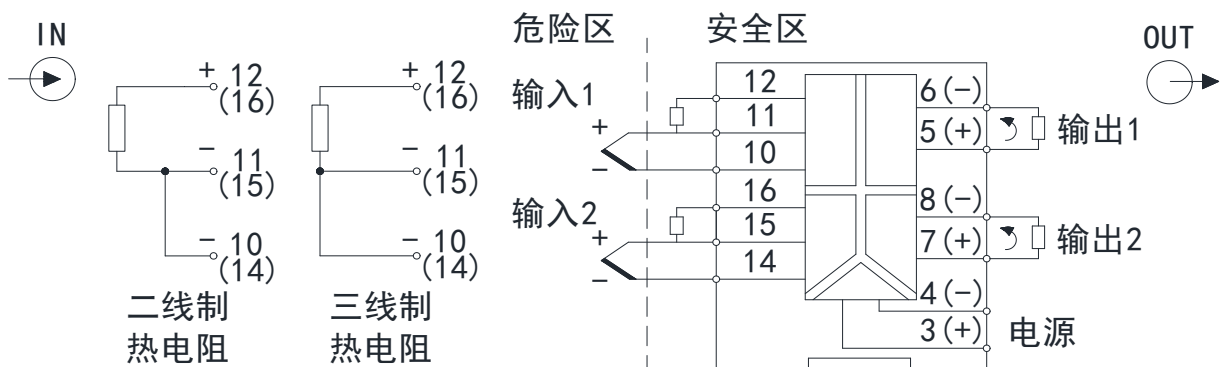 IN
+ 12
(16)
- 11
(15)
- 10
(14)
二线制
热电阻
+ 12
(16)
- 11
(15)
- 10
(14)
三线制
热电阻
危险区
安全区
输入1
+
-
输入2
+
-
12
11
10
16
15
14
6(-)
5(+)
8(-)
7(+)
4(-)
3(+)
输出1
输出2
电源
OUT